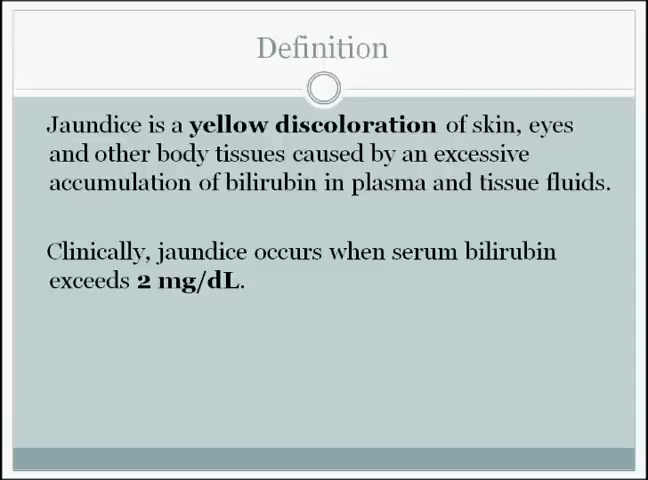 Definition
Jaundice is a yellow discoloration of skin, eyes
and other body tissues caused by an excessive
accumulation of bilirubin in plasma and tissue fluids.
Clinically, jaundice occurs when serum bilirubin
exceeds 2 mg/dL.